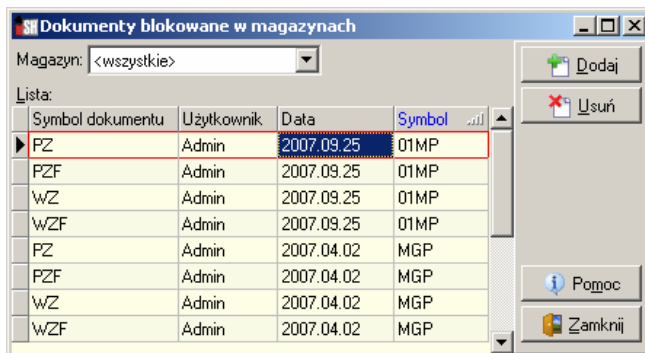 SH Dokumenty blokowane w magazynach
Magazyn: <wszystkie>
Dodaj
Lista:
Usuń
Symbol dokumentu Użytkownik Data Symbol
PZ Admin 2007.09.25 01MP
PZF Admin 2007.09.25 01MP
WZ Admin 2007.09.25 01MP
WZF Admin 2007.09.25 01MP
PZ Admin 2007.04.02 MGP
PZF Admin 2007.04.02 MGP
WZ Admin 2007.04.02 MGP
WZF Admin 2007.04.02 MGP
Pomoc
Zamknij